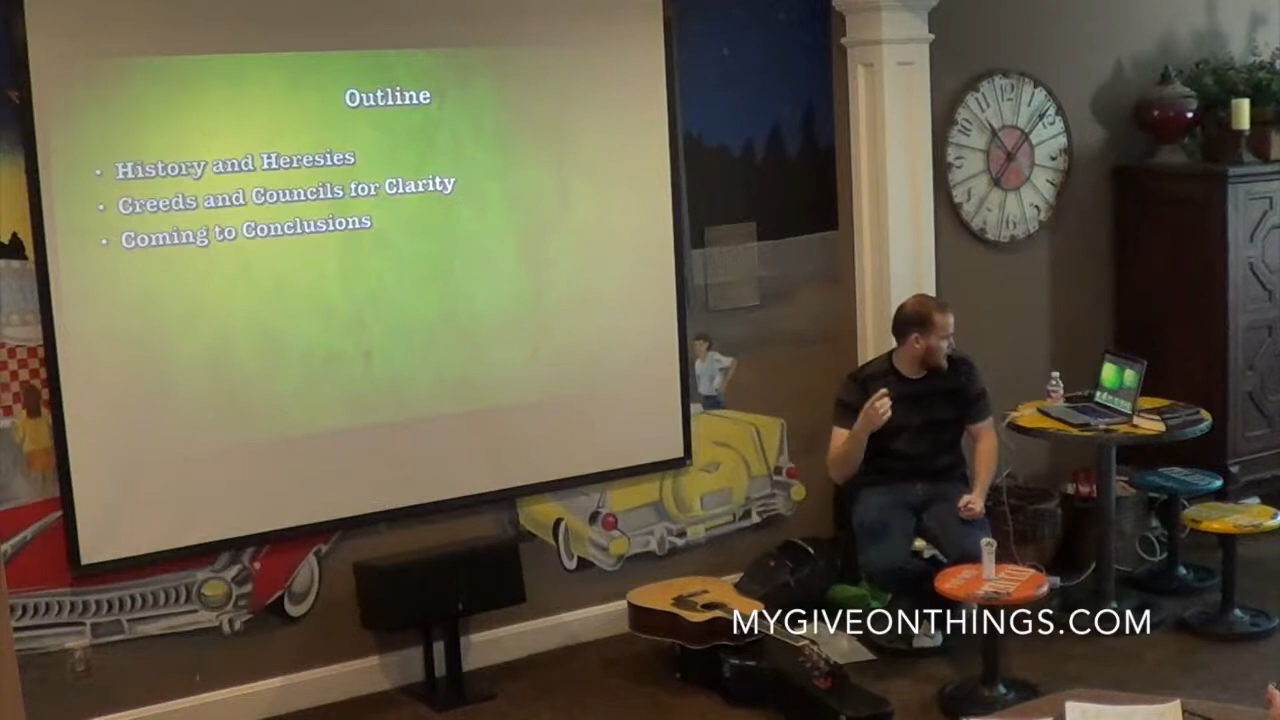 Outline
• History and Heresies
• Creeds and Councils for Clarity
• Coming to Conclusions
MYGIVEONTHINGS.COM